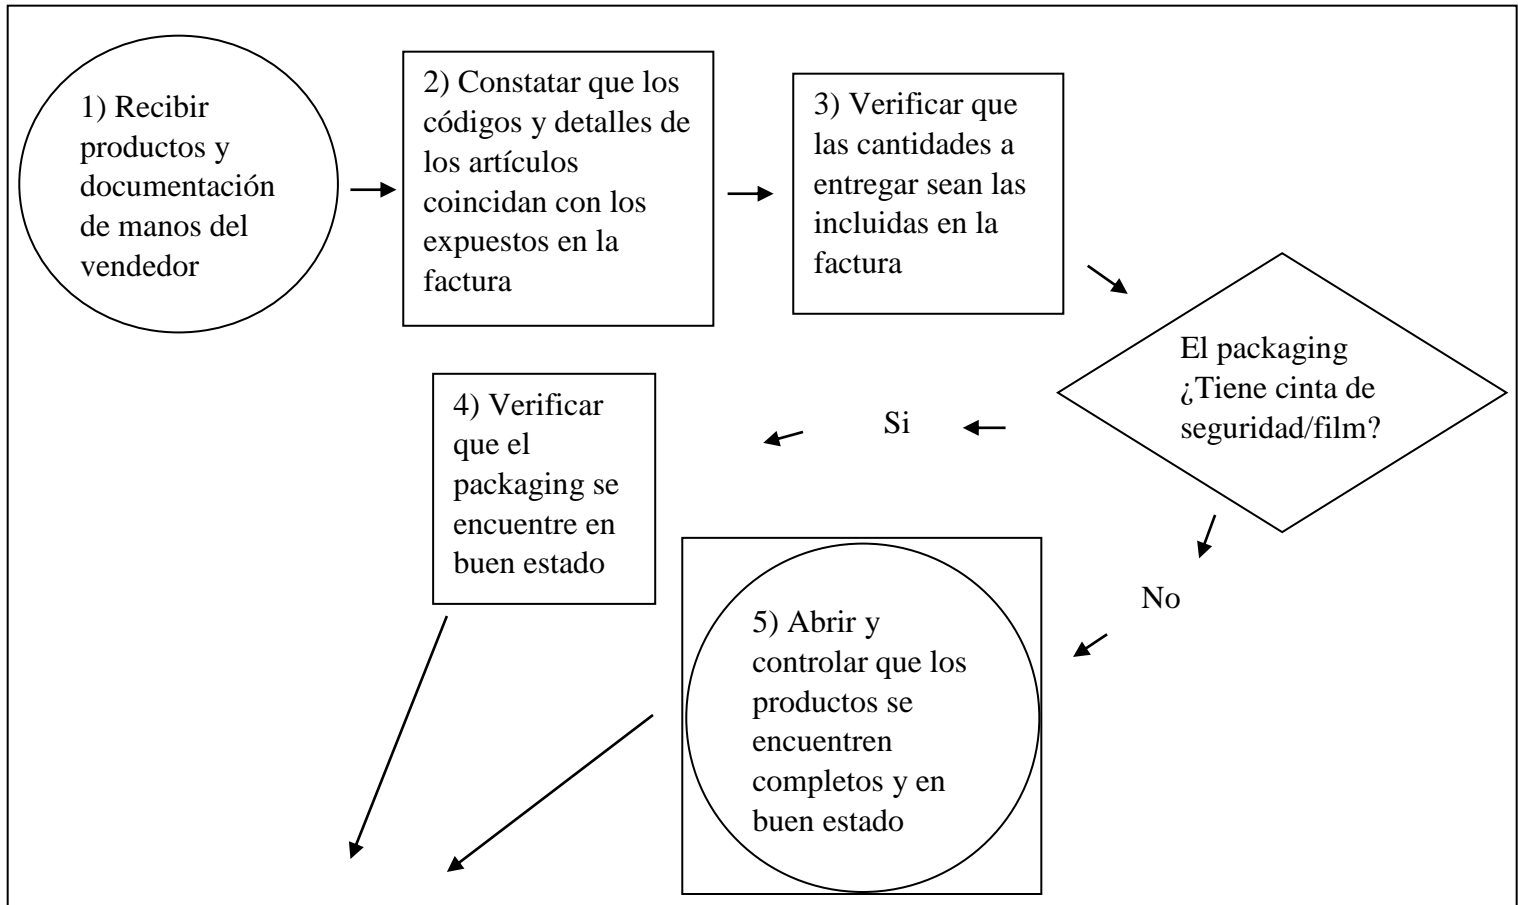 1) Recibir
productos y
documentación
de manos del
vendedor
2) Constatar que los
códigos y detalles de
los artículos
coincidan con los
expuestos en la
factura
3) Verificar que
las cantidades a
entregar sean las
incluidas en la
factura
El packaging
¿Tiene cinta de
seguridad/film?
Si
4) Verificar
que el
packaging se
encuentre en
buen estado
No
5) Abrir y
controlar que los
productos se
encuentren
completos y en
buen estado